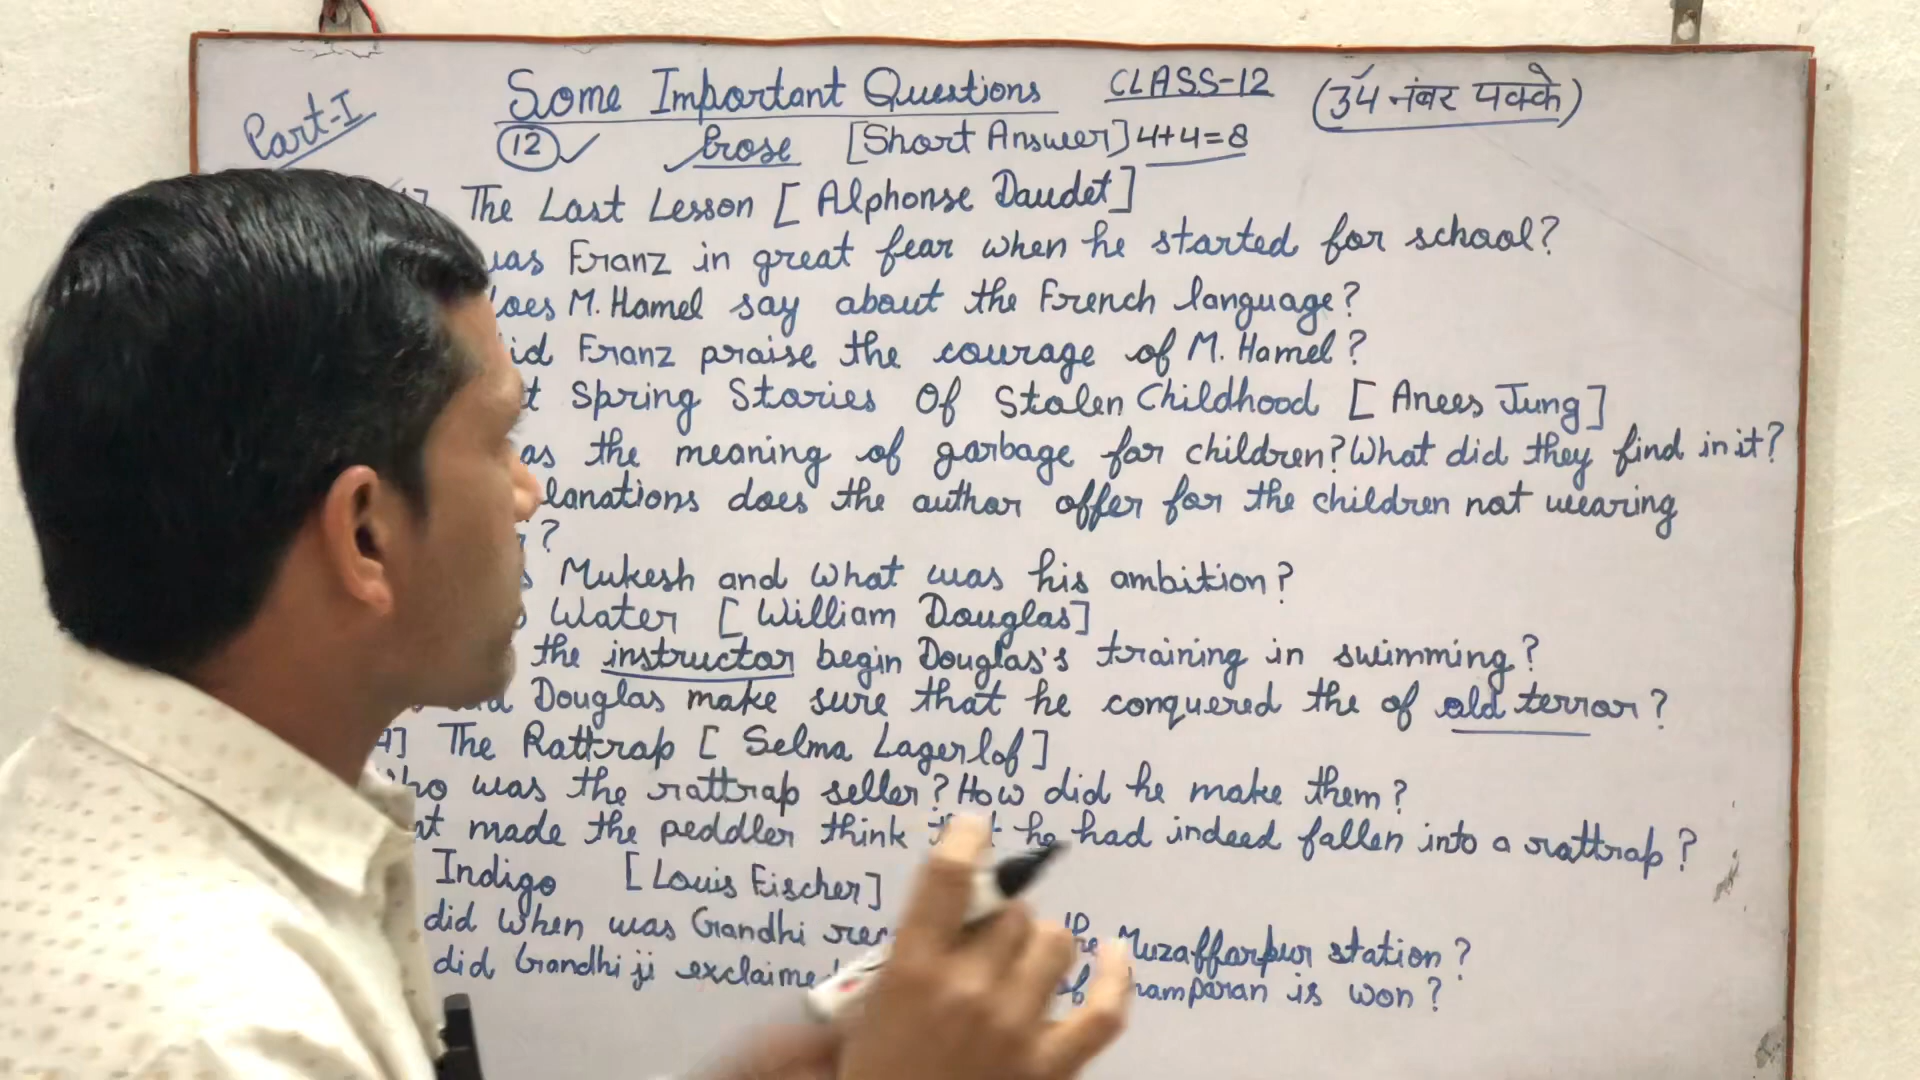 Part-I
Some Important Questions CLASS-12 (34 नंबर पक्के)
12 Prose [Short Answer] 4+4=8
The Last Lesson [Alphonse Daudet]
was Franz in great fear when he started for school?
does M. Hamel say about the French language?
did Franz praise the courage of M. Hamel?
Spring Stories Of Stolen Childhood [Anees Jung]
as the meaning of garbage for children? What did they find in it?
lanations does the author offer for the children not wearing
?
Mukesh and what was his ambition?
Water [William Douglas]
the instructor begin Douglas's training in swimming?
Douglas make sure that he conquered the of old terror?
4] The Rattrap [Selma Lagerlof]
ho was the rattrap seller? How did he make them?
at made the peddler think he had indeed fallen into a rattrap?
Indigo [Louis Fischer]
did when was Gandhi the Muzaffarpur station?
did Gandhiji exclaime of hamparan is won?